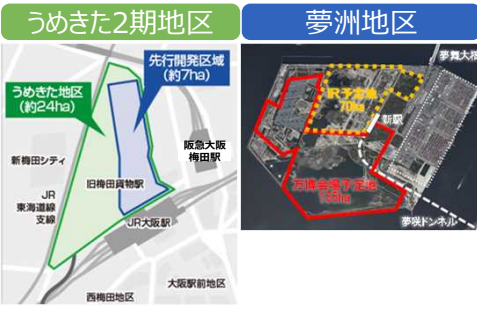 うめきた2期地区
夢洲地区
先行開発区域
(約7ha)
うめきた地区
(約24ha)
阪急大阪
梅田駅
新梅田シティ
旧梅田貨物駅
JR
東海道線
支線
JR大阪駅
大阪駅前地区
西梅田地区
夢舞大橋
IR予定地
70ha
新駅
万博会場予定地
155ha
夢咲トンネル